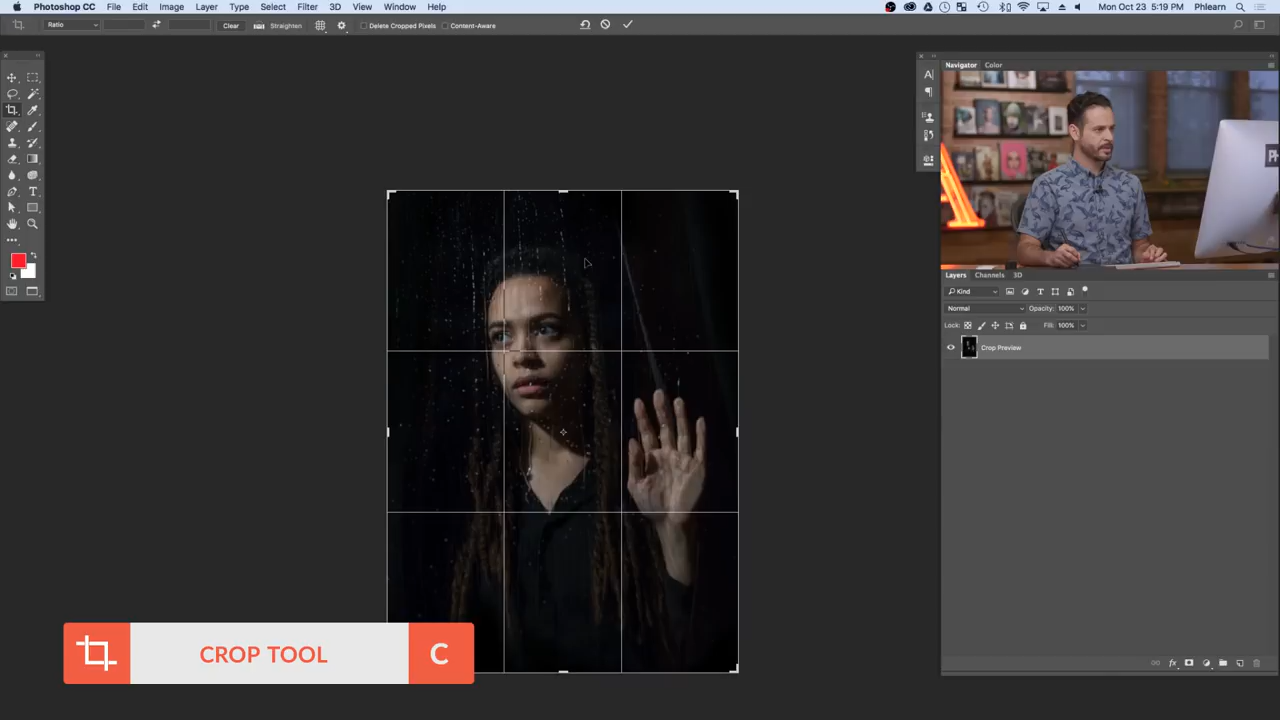 Photoshop CC File Edit Image Layer Type Select Filter 3D View Window Help Mon Oct 23 5:19 PM Phlearn
Ratio Clear Straighten Delete Cropped Pixels Content-Aware
Navigator Color
Layers Channels 3D
Kind
Normal Opacity: 100%
Lock: Fill: 100%
Crop Preview
CROP TOOL C